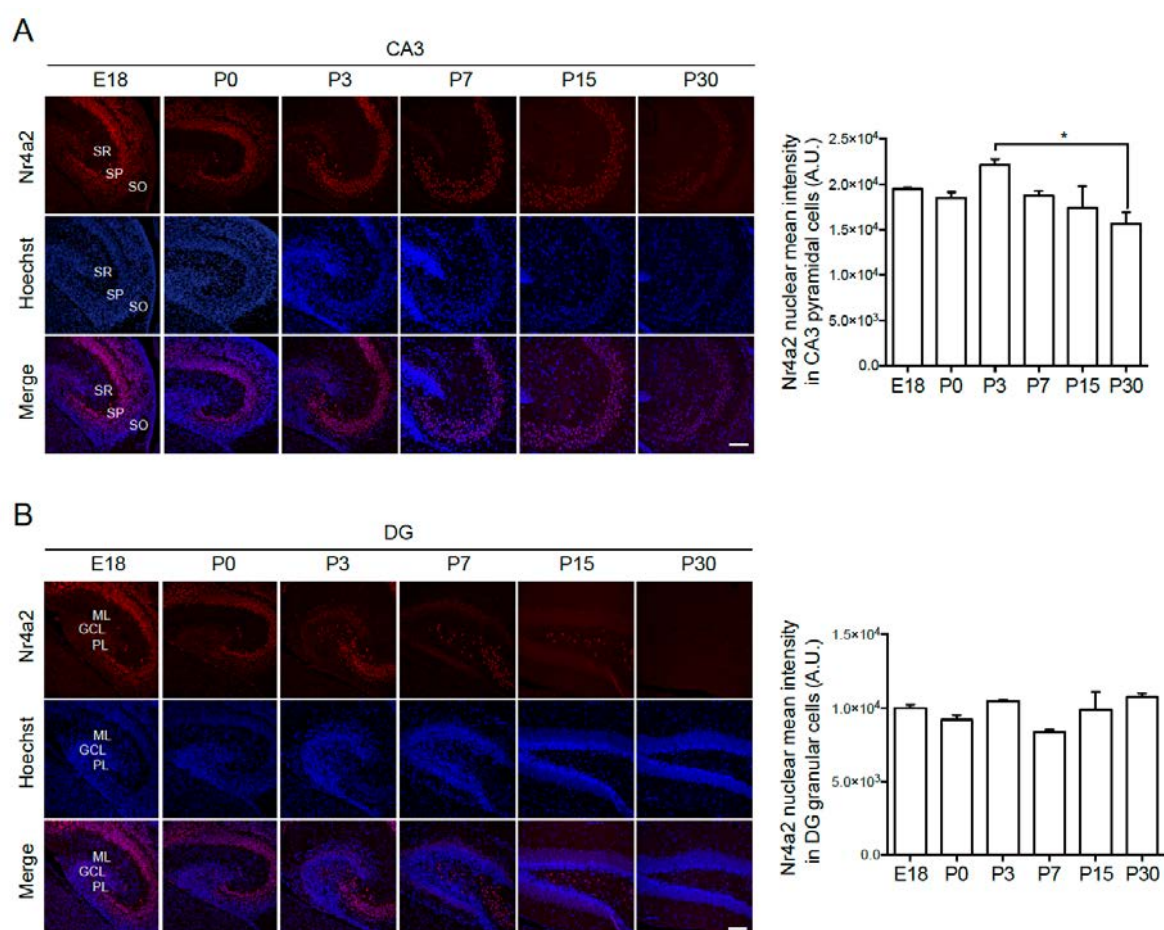 A
CA3
E18 P0 P3 P7 P15 P30
Nr4a2
SR
SP
SO
Hoechst
SR
SP
SO
Merge
SR
SP
SO
Nr4a2 nuclear mean intensity
in CA3 pyramidal cells (A.U.)
2.5×10⁴
2.0×10⁴
1.5×10⁴
1.0×10⁴
5.0×10³
0.0
*
E18 P0 P3 P7 P15 P30
B
DG
E18 P0 P3 P7 P15 P30
Nr4a2
ML
GCL
PL
Hoechst
ML
GCL
PL
Merge
ML
GCL
PL
Nr4a2 nuclear mean intensity
in DG granular cells (A.U.)
1.5×10⁴
1.0×10⁴
5.0×10³
0.0
E18 P0 P3 P7 P15 P30